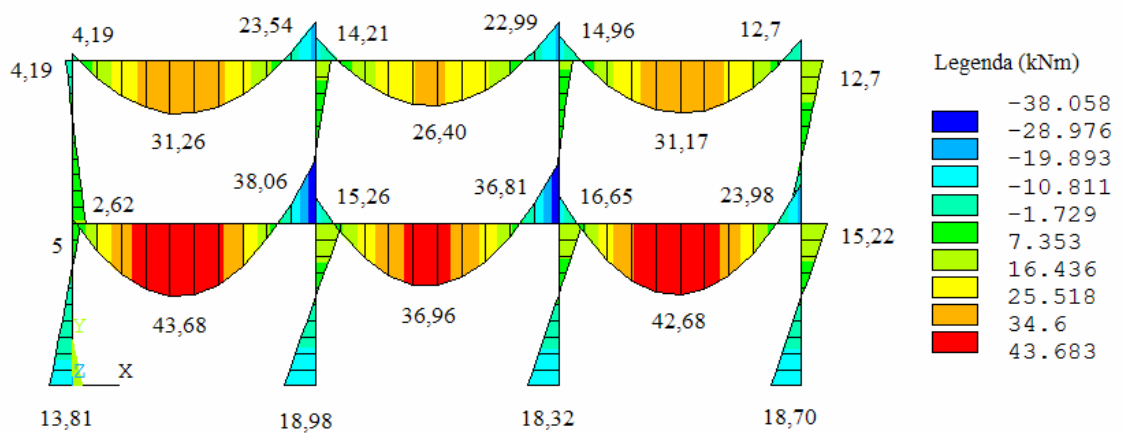 4,19 23,54 14,21 22,99 14,96 12,7
4,19 12,7
31,26 26,40 31,17
2,62 38,06 15,26 36,81 16,65 23,98
5 15,22
43,68 36,96 42,68
Y
Z X
13,81 18,98 18,32 18,70
Legenda (kNm)
-38.058
-28.976
-19.893
-10.811
-1.729
7.353
16.436
25.518
34.6
43.683